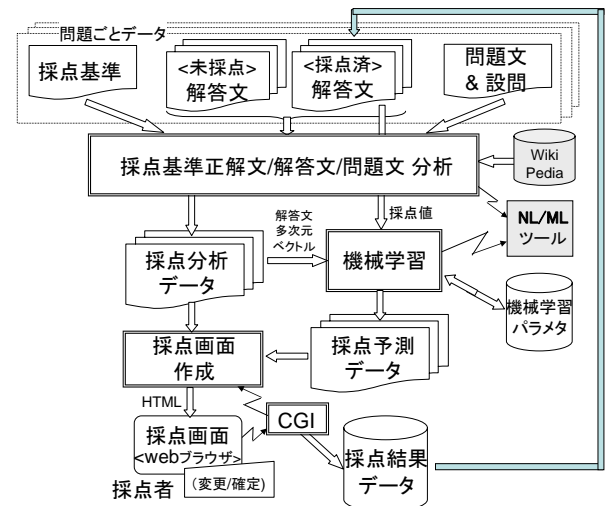 問題ごとデータ
採点基準
<未採点>
解答文
<採点済>
解答文
問題文
& 設問
採点基準正解文/解答文/問題文 分析
Wiki
Pedia
解答文
多次元
ベクトル
採点値
NL/ML
ツール
採点分析
データ
機械学習
機械学習
パラメタ
採点画面
作成
採点予測
データ
HTML
CGI
採点画面
<webブラウザ>
採点者
(変更/確定)
採点結果
データ